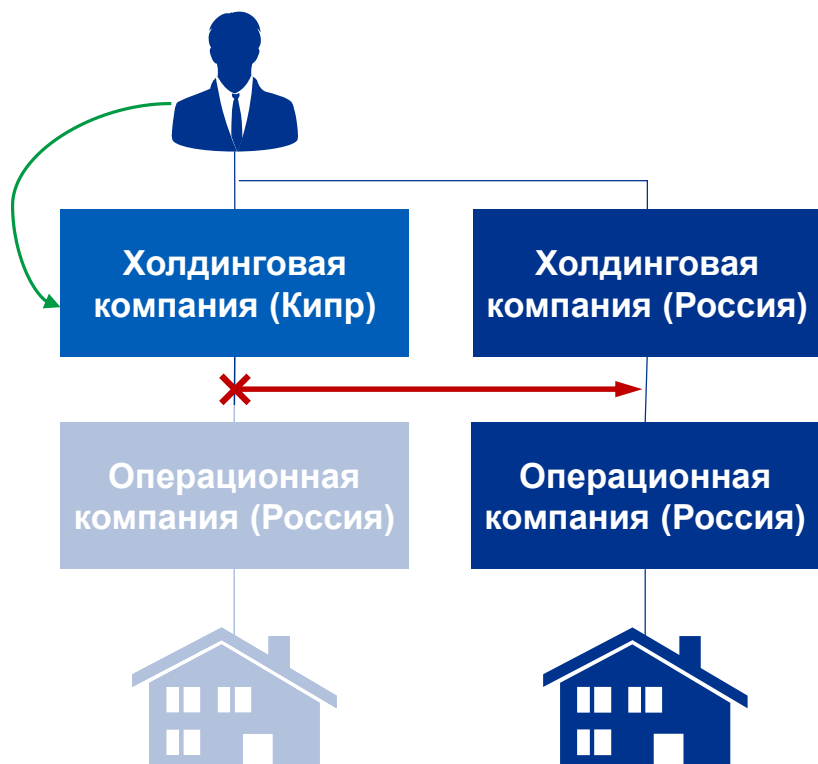 Холдинговая
компания (Кипр)
Холдинговая
компания (Россия)
Операционная
компания (Россия)
Операционная
компания (Россия)